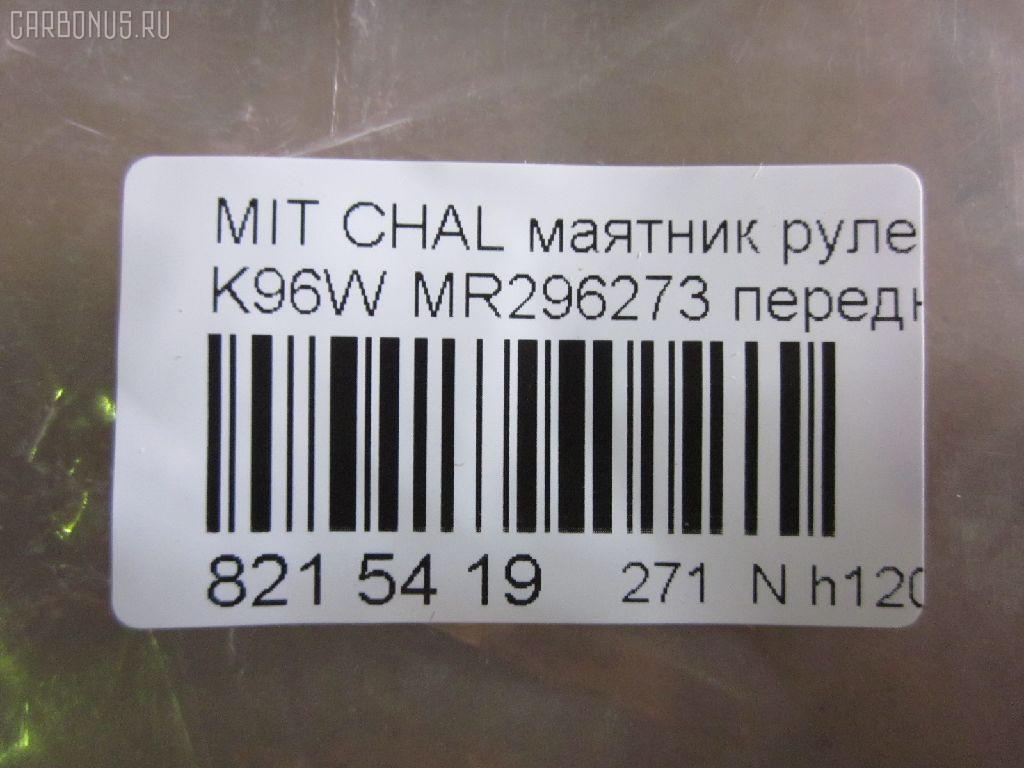 CARBONUS.RU
MIT CHAL маятник руле
K96W MR296273 передн
821 54 19 271 N h120